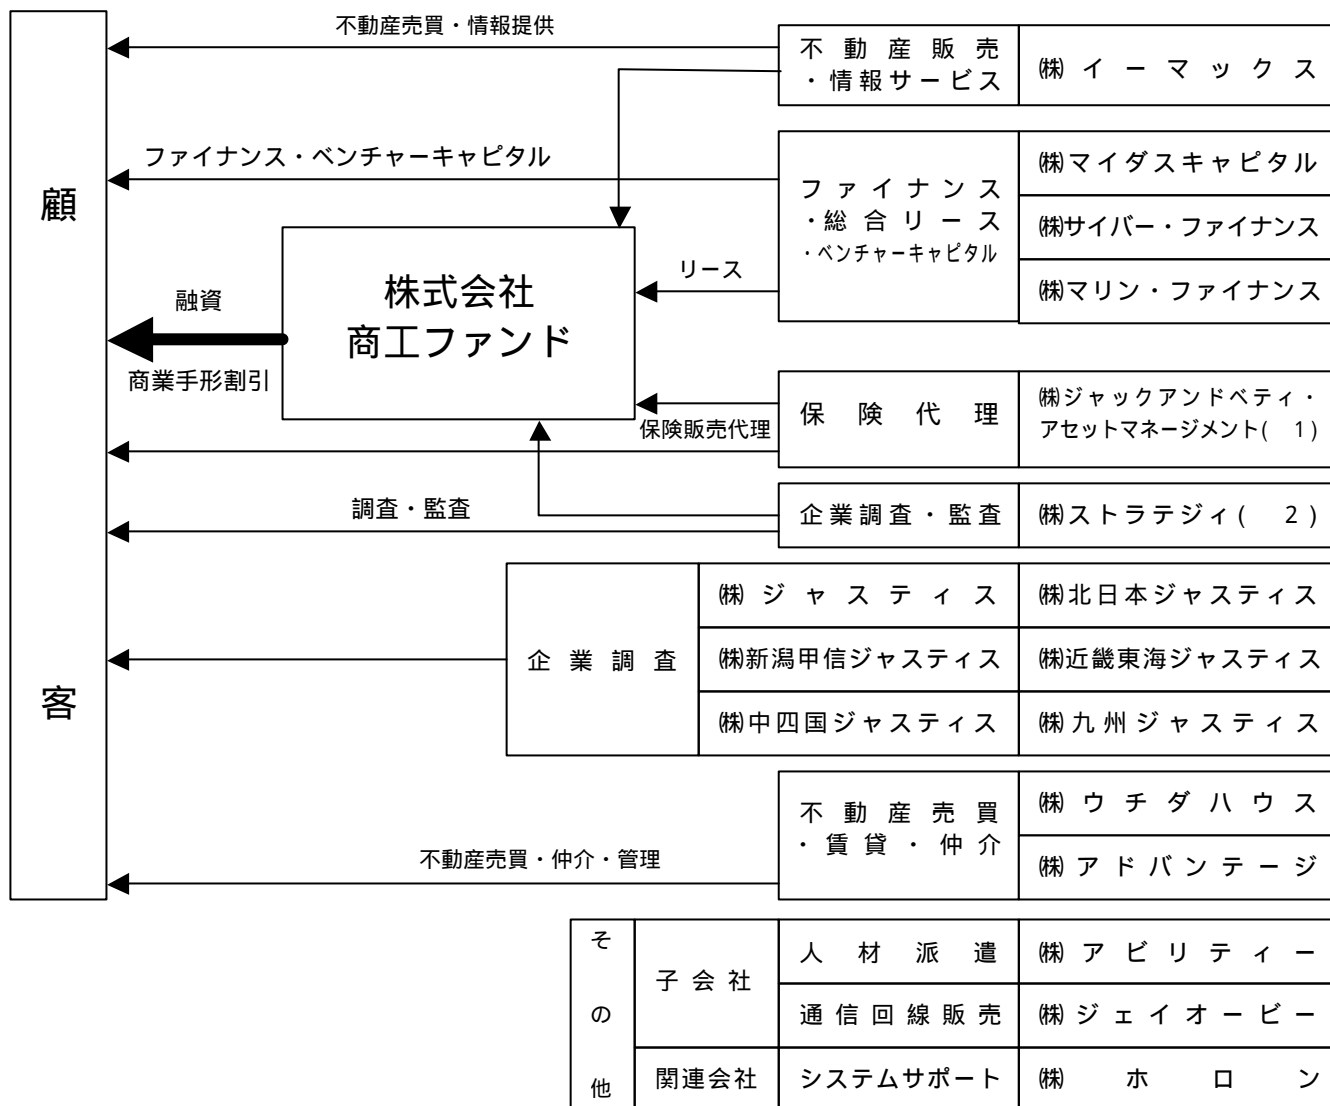 不動産売買・情報提供
不動産販売
・情報サービス
㈱イーマックス
ファイナンス・ベンチャーキャピタル
ファイナンス
・総合リース
・ベンチャーキャピタル
㈱マイダスキャピタル
㈱サイバー・ファイナンス
㈱マリン・ファイナンス
顧
客
リース
株式会社
商工ファンド
融資
商業手形割引
保険販売代理
保険代理
㈱ジャックアンドベティ・
アセットマネージメント( 1)
調査・監査
企業調査・監査
㈱ストラテジィ( 2)
企業調査
㈱ジャスティス
㈱北日本ジャスティス
㈱新潟甲信ジャスティス
㈱近畿東海ジャスティス
㈱中四国ジャスティス
㈱九州ジャスティス
不動産売買・仲介・管理
不動産売買
・賃貸・仲介
㈱ウチダハウス
㈱アドバンテージ
その他
子会社
人材派遣
㈱アビリティー
通信回線販売
㈱ジェイオービー
関連会社
システムサポート
㈱ホロン